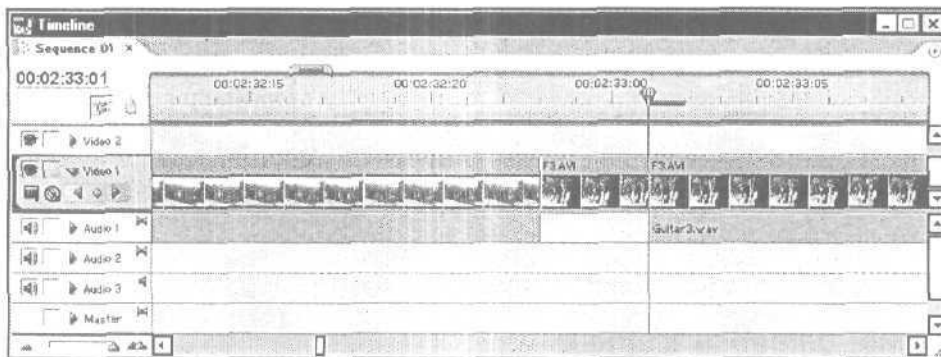 Timeline
Sequence 01 ×
00:02:33:01
00:02:32:15 00:02:32:20 00:02:33:00 00:02:33:05
Video 2
Video 1
F3.AVI F3.AVI
Audio 1
Guitar3.wav
Audio 2
Audio 3
Master